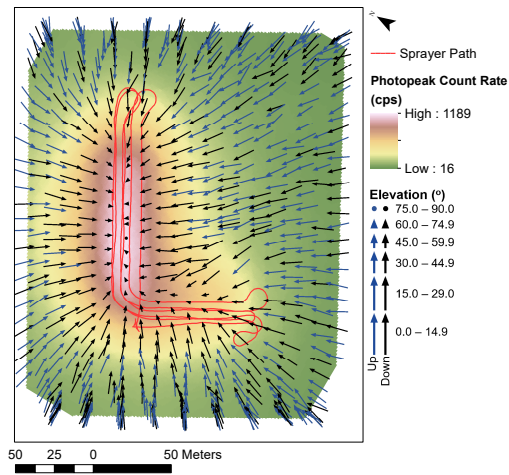 Sprayer Path
Photopeak Count Rate
(cps)
High : 1189
Low : 16
Elevation (º)
75.0 – 90.0
60.0 – 74.9
45.0 – 59.9
30.0 – 44.9
15.0 – 29.0
0.0 – 14.9
Up
Down
50 25 0 50 Meters